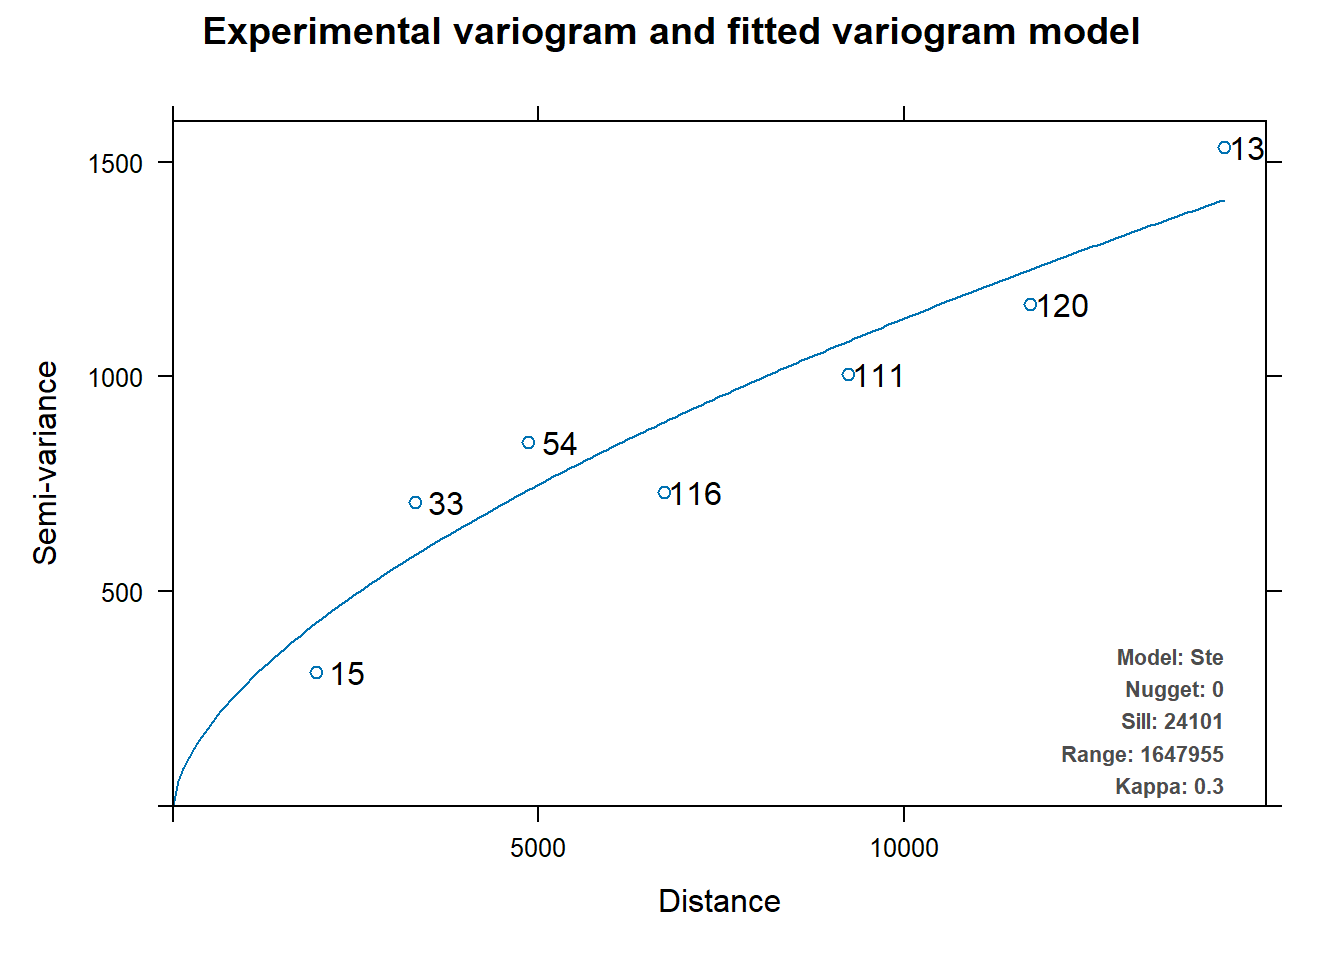 Experimental variogram and fitted variogram model
1500
1000
500
Semi-variance
13
120
111
54
116
33
15
Model: Ste
Nugget: 0
Sill: 24101
Range: 1647955
Kappa: 0.3
5000
10000
Distance